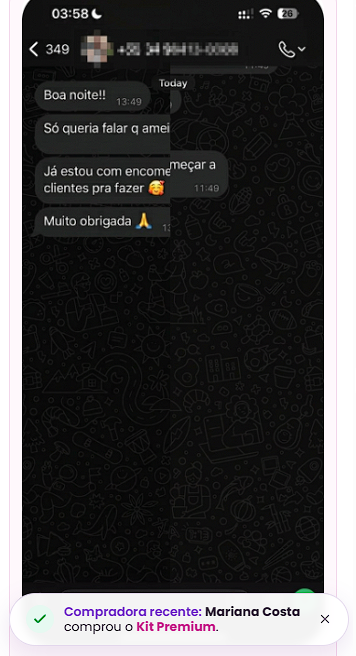 03:58
26
349
Today
Boa noite!!
13:49
Só queria falar q amei
meçar a
Já estou com encome
clientes pra fazer 🥰
11:49
Muito obrigada 🙏
Compradora recente: Mariana Costa
comprou o Kit Premium.